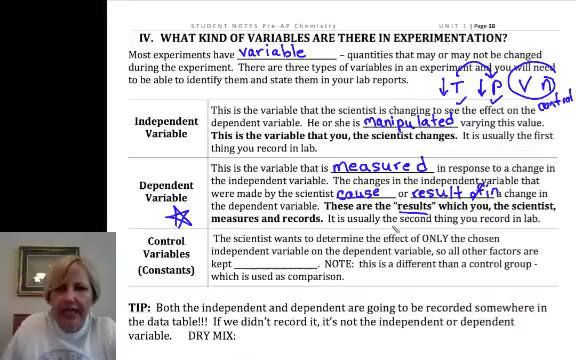 STUDENT NOTES Pre-AP Chemistry UNIT 1 | Page 10
IV. WHAT KIND OF VARIABLES ARE THERE IN EXPERIMENTATION?
Most experiments have variable – quantities that may or may not be changed
during the experiment. There are three types of variables in an experiment and you will need
to be able to identify them and state them in your lab reports.
↓T ↓P V n
control
Independent
Variable
This is the variable that the scientist is changing to see the effect on the
dependent variable. He or she is manipulated varying this value.
This is the variable that you, the scientist changes. It is usually the first
thing you record in lab.
Dependent
Variable
This is the variable that is measured in response to a change in
the independent variable. The changes in the independent variable that
were made by the scientist cause or result in a change in
the dependent variable. These are the "results" which you, the scientist,
measures and records. It is usually the second thing you record in lab.
Control
Variables
(Constants)
The scientist wants to determine the effect of ONLY the chosen
independent variable on the dependent variable, so all other factors are
kept ____________. NOTE: this is a different than a control group -
which is used as comparison.
TIP: Both the independent and dependent are going to be recorded somewhere in
the data table!!! If we didn't record it, it's not the independent or dependent
variable. DRY MIX: